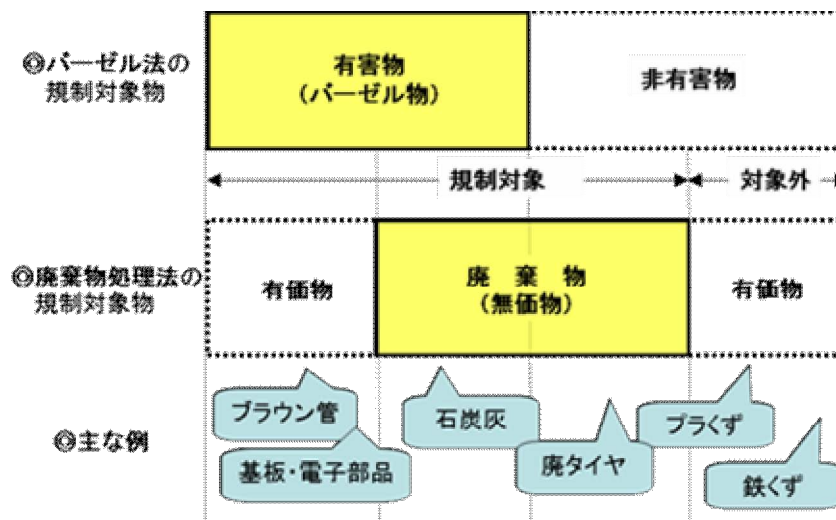 ◎バーゼル法の
規制対象物
有害物
（バーゼル物）
非有害物
規制対象
対象外
◎廃棄物処理法の
規制対象物
有価物
廃 棄 物
（無価物）
有価物
◎主な例
ブラウン管
基板・電子部品
石炭灰
廃タイヤ
プラくず
鉄くず